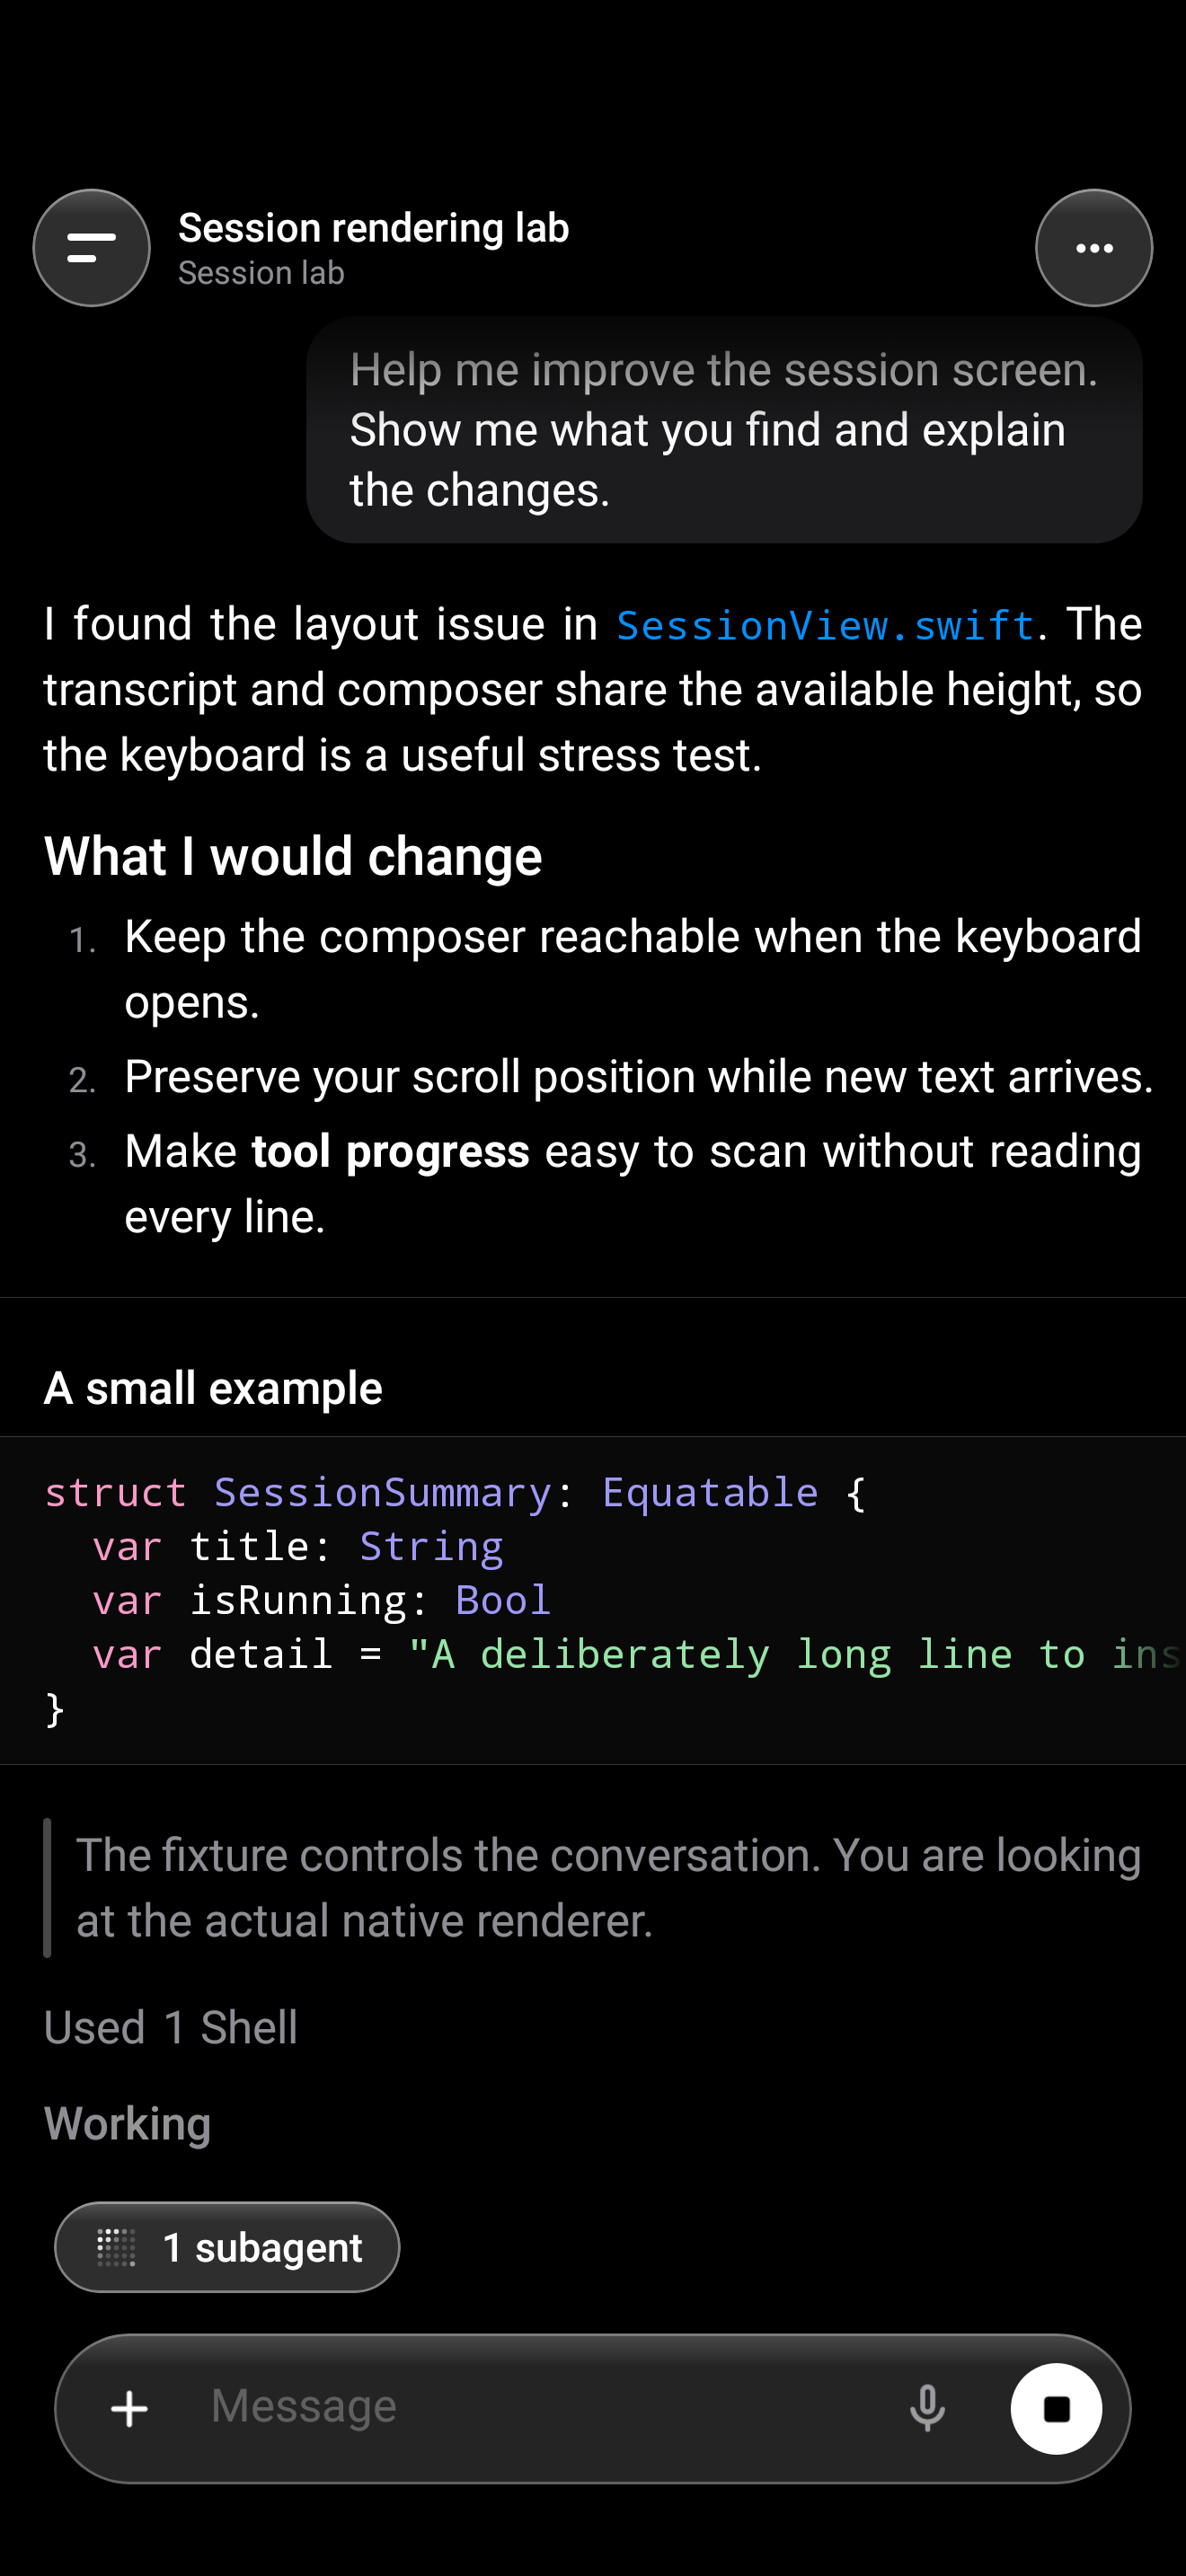 Session rendering lab
Session lab
Help me improve the session screen.
Show me what you find and explain
the changes.
I found the layout issue in SessionView.swift. The
transcript and composer share the available height, so
the keyboard is a useful stress test.
What I would change
1. Keep the composer reachable when the keyboard
opens.
2. Preserve your scroll position while new text arrives.
3. Make tool progress easy to scan without reading
every line.
A small example
struct SessionSummary: Equatable {
  var title: String
  var isRunning: Bool
  var detail = "A deliberately long line to ins
}
The fixture controls the conversation. You are looking
at the actual native renderer.
Used 1 Shell
Working
1 subagent
Message